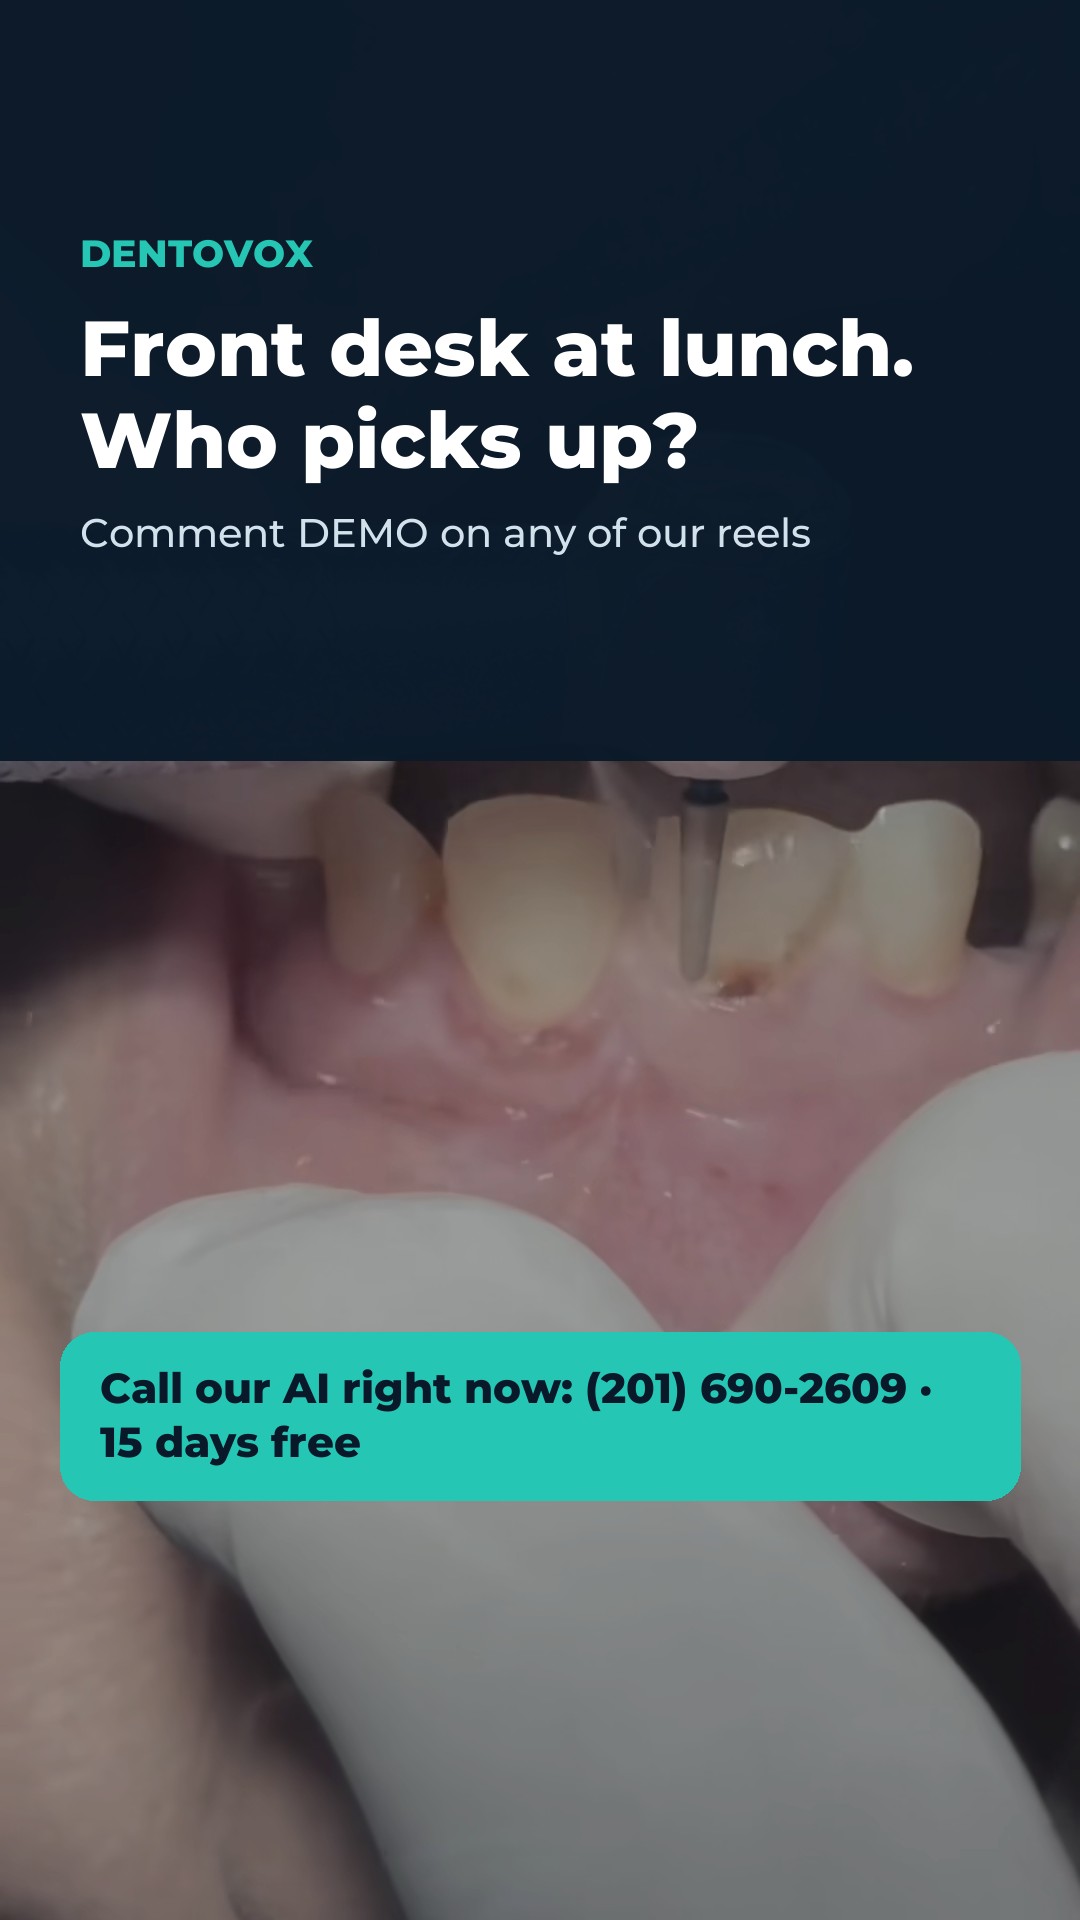 DENTOVOX
Front desk at lunch.
Who picks up?
Comment DEMO on any of our reels
Call our AI right now: (201) 690-2609 •
15 days free